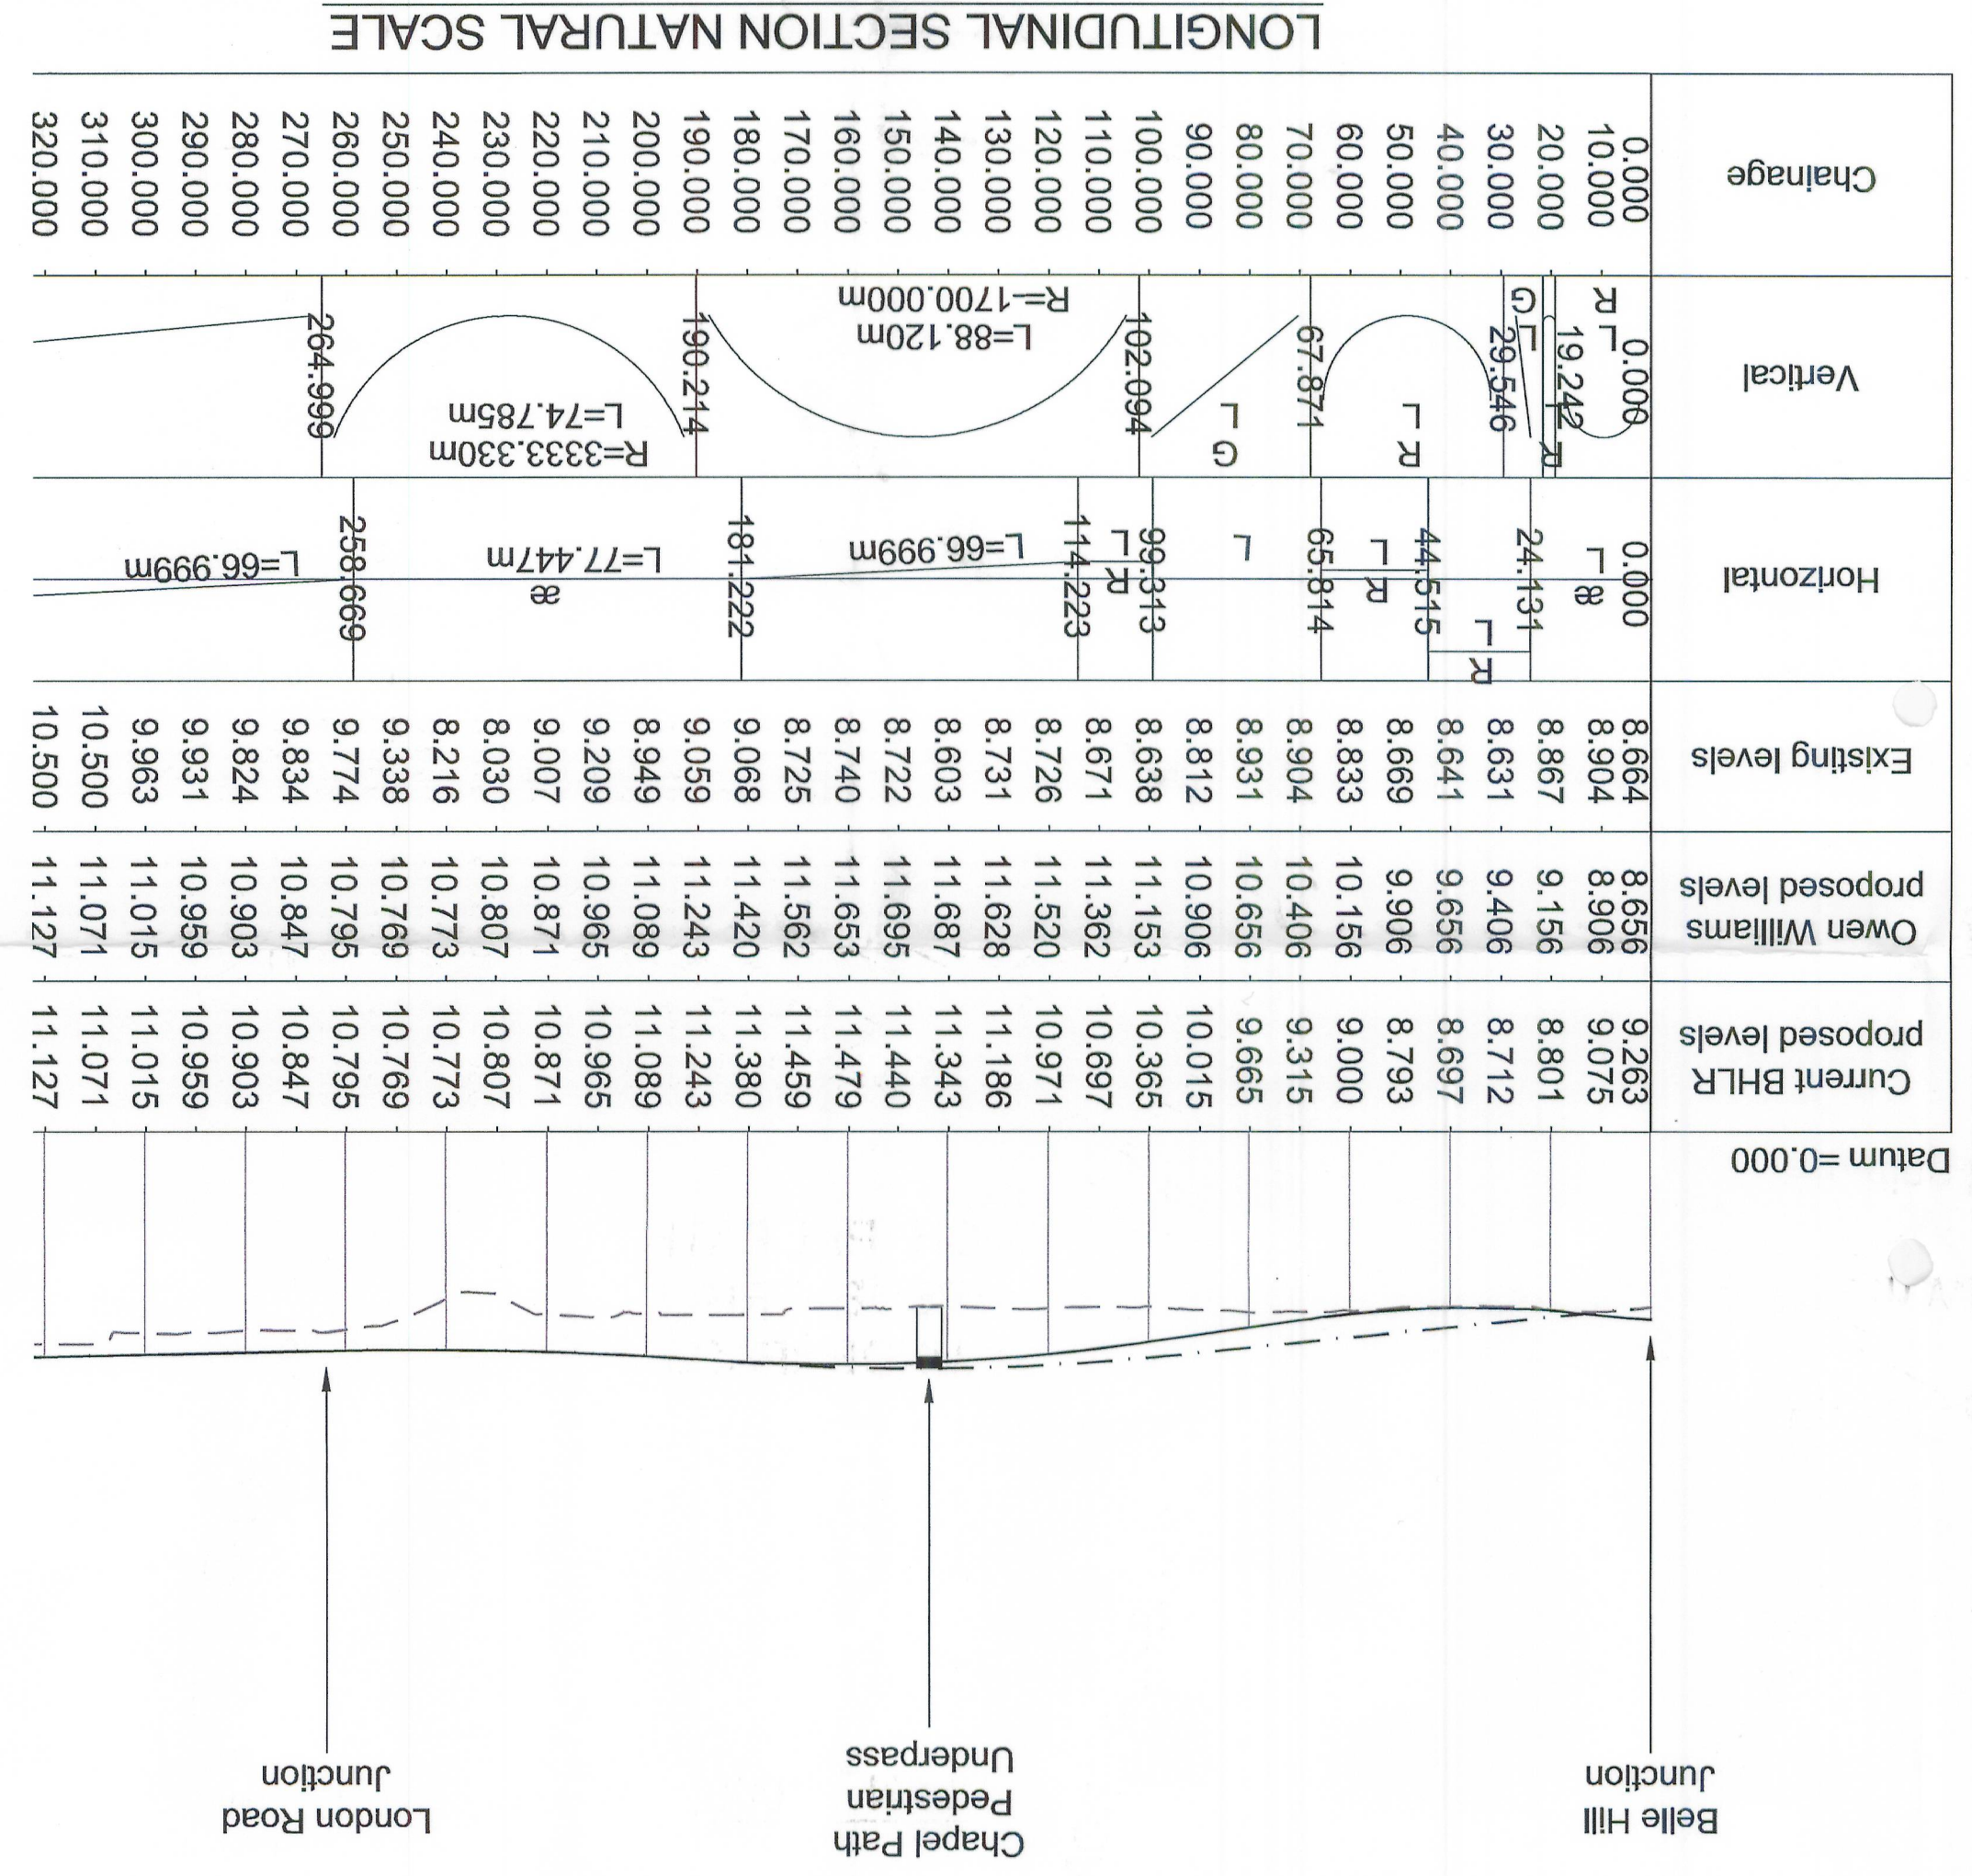 Belle Hill
Junction
Chapel Path
Pedestrian
Underpass
London Road
Junction
Datum =0.000
Current BHLR
proposed levels
9.263 9.075 8.801 8.712 8.697 8.793 9.000 9.315 9.665 10.015 10.365 10.697 10.971 11.186 11.343 11.440 11.479 11.459 11.380 11.243 11.089 10.965 10.871 10.807 10.773 10.769 10.795 10.847 10.903 10.959 11.015 11.071 11.127
Owen Williams
proposed levels
8.656 8.906 9.156 9.406 9.656 9.906 10.156 10.406 10.656 10.906 11.153 11.362 11.520 11.628 11.687 11.695 11.653 11.562 11.420 11.243 11.089 10.965 10.871 10.807 10.773 10.769 10.795 10.847 10.903 10.959 11.015 11.071 11.127
Existing levels
8.664 8.904 8.867 8.631 8.641 8.669 8.833 8.904 8.931 8.812 8.638 8.671 8.726 8.731 8.603 8.722 8.740 8.725 9.068 9.059 8.949 9.209 9.007 8.030 8.216 9.338 9.774 9.834 9.824 9.931 9.963 10.500 10.500
Horizontal
0.000 24.131 44.515 65.814 99.313 114.223 181.222 258.669
æ
L
R
L
R
L
L
R
L
L=66.999m
æ
L=77.447m
L=66.999m
Vertical
0.000 19.242 29.546 67.871 102.094 190.214 264.999
L
R
R
L
L
G
R
L
G
L
L=88.120m
R=-1700.000m
R=3333.330m
L=74.785m
Chainage
0.000 10.000 20.000 30.000 40.000 50.000 60.000 70.000 80.000 90.000 100.000 110.000 120.000 130.000 140.000 150.000 160.000 170.000 180.000 190.000 200.000 210.000 220.000 230.000 240.000 250.000 260.000 270.000 280.000 290.000 300.000 310.000 320.000
LONGITUDINAL SECTION NATURAL SCALE